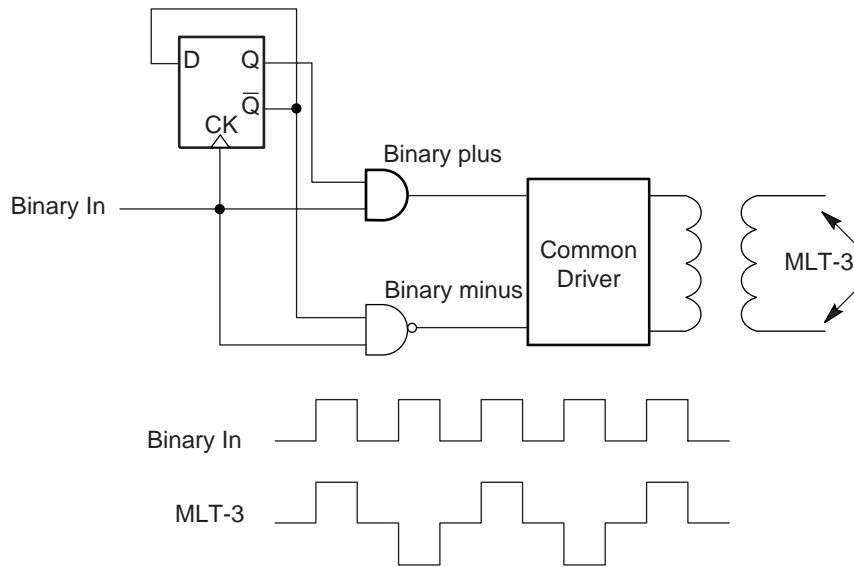 D Q
Q̅
CK
Binary plus
Binary In
Common
Driver
MLT-3
Binary minus
Binary In
MLT-3